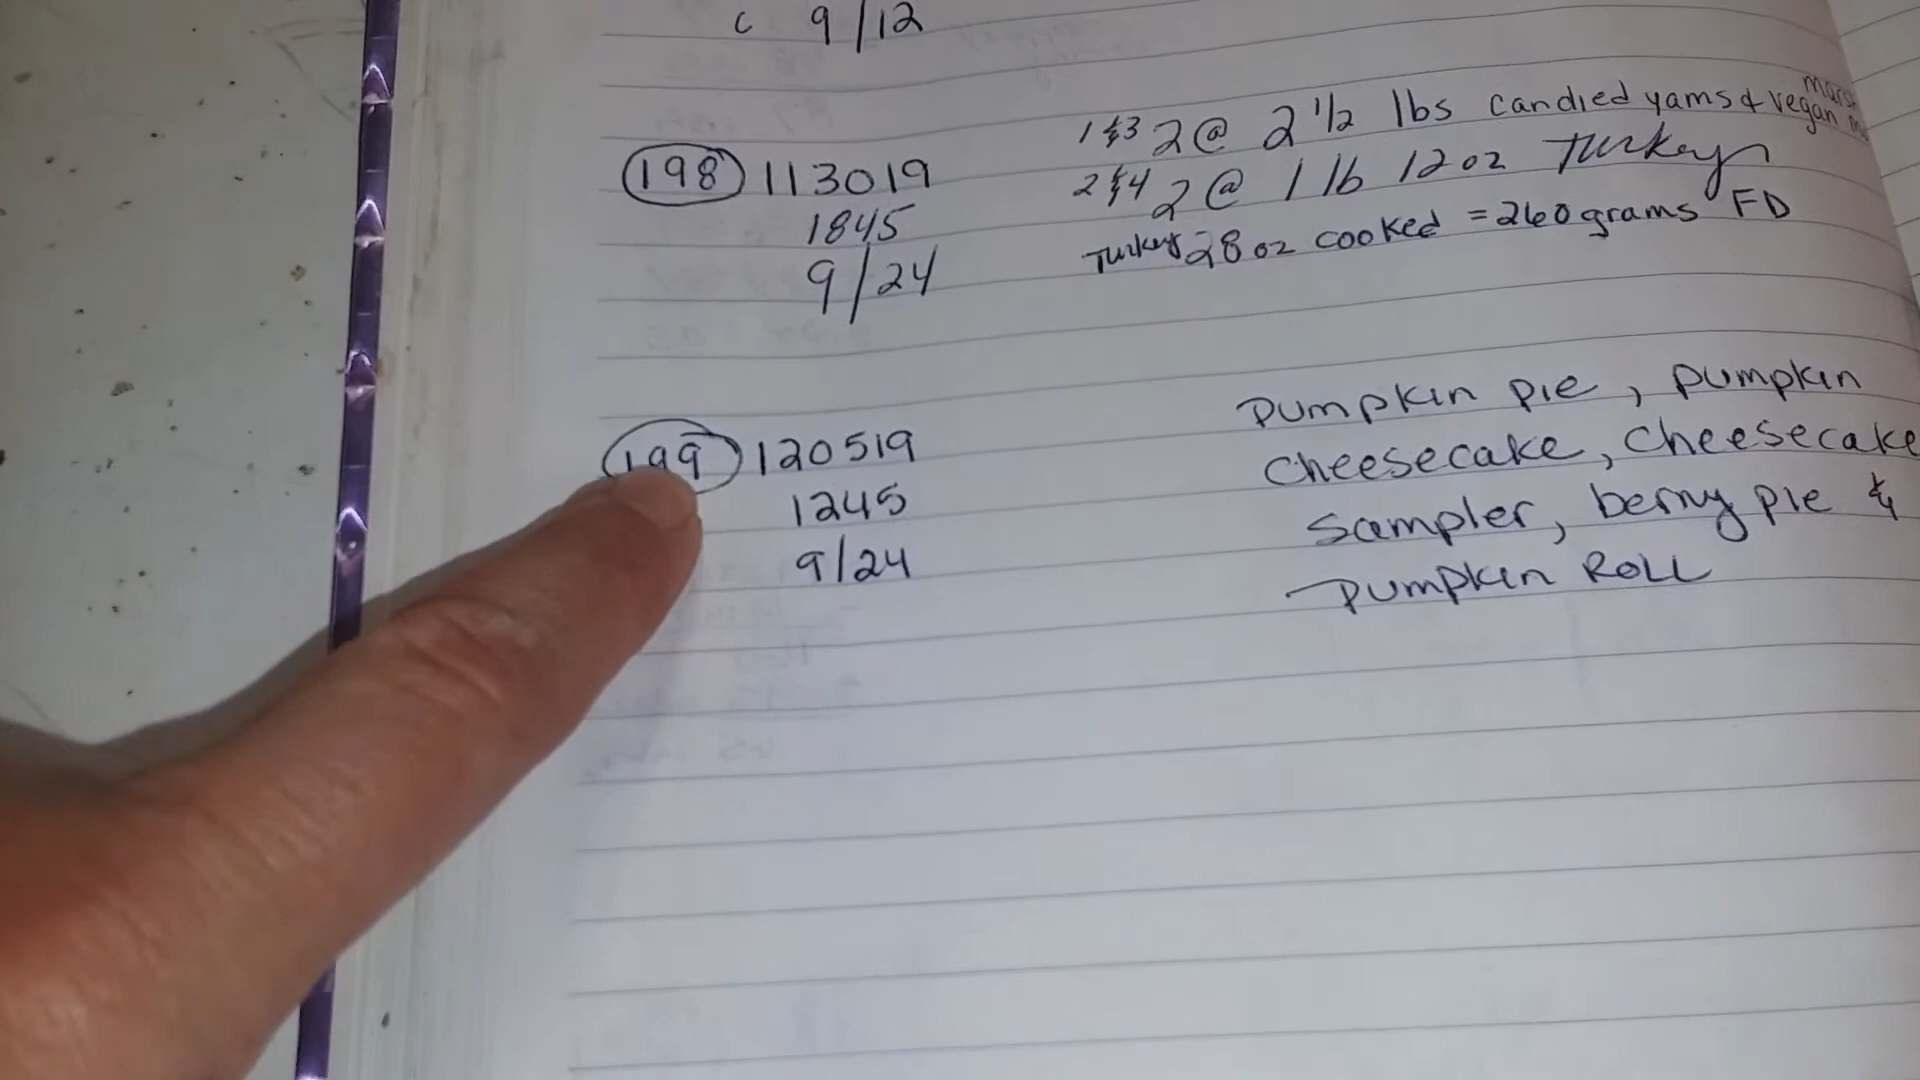 c 9/12
1 & 3 2 @ 2 1/2 lbs candied yams & vegan
198 113019
2 & 4 2 @ 1 lb 12 oz Turkey
1845
Turkey 28 oz cooked = 260 grams FD
9/24
199 120519
Pumpkin pie, pumpkin
1245
cheesecake, cheesecake
9/24
sampler, berry pie &
Pumpkin Roll